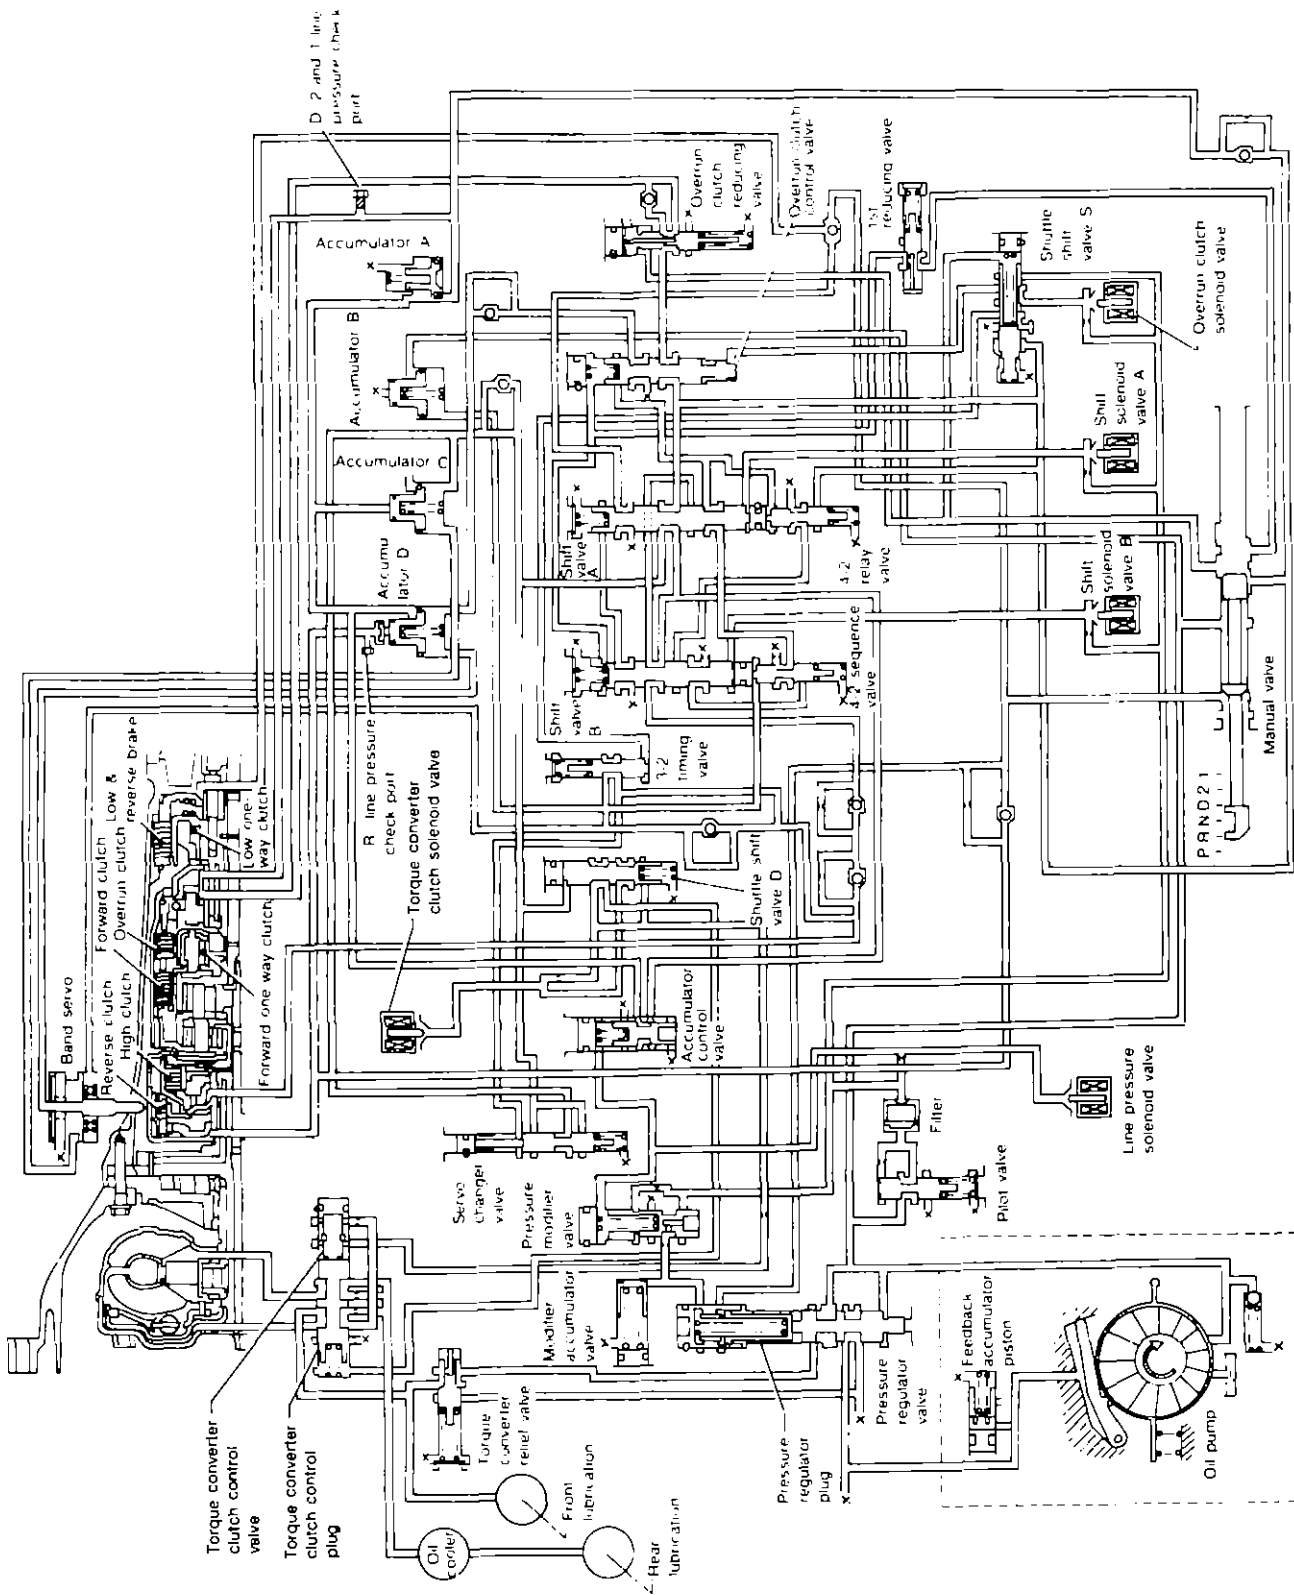 D, 2 and 1 line
pressure check
port
Accumulator A
Accumulator B
Accumulator C
Accumu
lator D
Overrun
clutch
reducing
valve
Overrun clutch
control valve
1st
reducing valve
Shuttle
shift
valve S
Overrun clutch
solenoid valve
Shift
solenoid
valve A
Shift
solenoid
valve B
Shift
valve
A
4-2
relay
valve
Shift
valve
B
4-2 sequence
valve
3-2
timing
valve
Shuttle shift
valve D
Manual valve
P R N D 2 1
Band servo
Reverse clutch
High clutch
Forward clutch
Overrun clutch
Low &
reverse brake
Low one-
way clutch
Forward one way clutch
R line pressure
check port
Torque converter
clutch solenoid valve
Accumulator
control
valve
Servo
charger
valve
Pressure
modifier
valve
Filter
Pilot valve
Line pressure
solenoid valve
Torque converter
clutch control
valve
Torque converter
clutch control
plug
Torque
converter
relief valve
Modifier
accumulator
valve
Pressure
regulator
valve
Pressure
regulator
plug
Feedback
accumulator
piston
Oil pump
Oil
cooler
Front
lubrication
Rear
lubrication